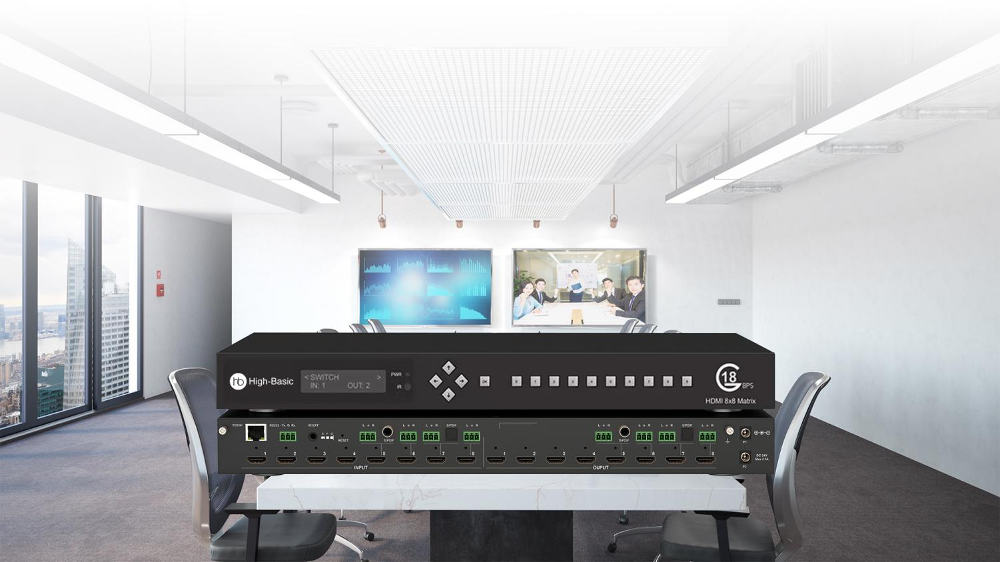 hb High-Basic
< SWITCH >
IN: 1 OUT: 2
PWR
IR
OK
0 1 2 3 4 5 6 7 8 9
18
GBPS
HDMI 8x8 Matrix
TCP/IP RS232 - Tx G Rx IR EXT
S F G
RESET
L R
S/PDIF
L R
L R
S/PDIF
L R
L R
S/PDIF
L R
L R
S/PDIF
L R
P1
1 2 3 4 5 6 7 8
1 2 3 4 5 6 7 8
DC 24V
Max 2.5A
P2
INPUT
OUPUT